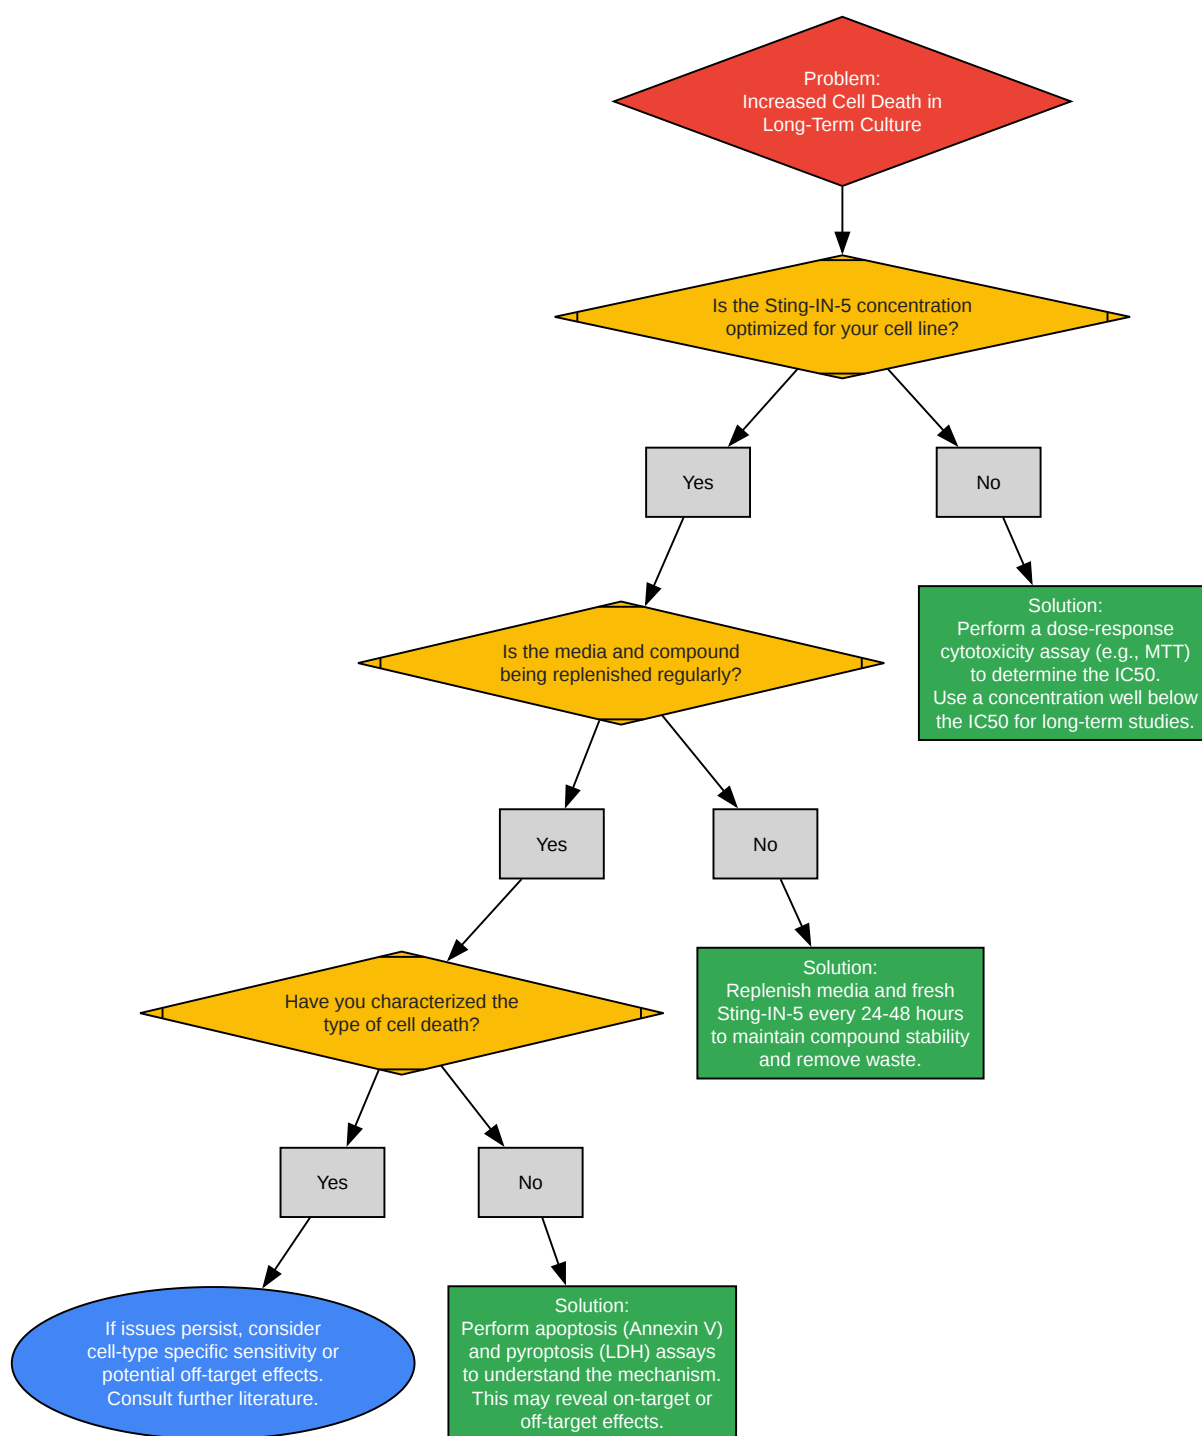 Problem:
Increased Cell Death in
Long-Term Culture
Is the Sting-IN-5 concentration
optimized for your cell line?
Yes
No
Solution:
Perform a dose-response
cytotoxicity assay (e.g., MTT)
to determine the IC50.
Use a concentration well below
the IC50 for long-term studies.
Is the media and compound
being replenished regularly?
Yes
No
Solution:
Replenish media and fresh
Sting-IN-5 every 24-48 hours
to maintain compound stability
and remove waste.
Have you characterized the
type of cell death?
Yes
No
If issues persist, consider
cell-type specific sensitivity or
potential off-target effects.
Consult further literature.
Solution:
Perform apoptosis (Annexin V)
and pyroptosis (LDH) assays
to understand the mechanism.
This may reveal on-target or
off-target effects.